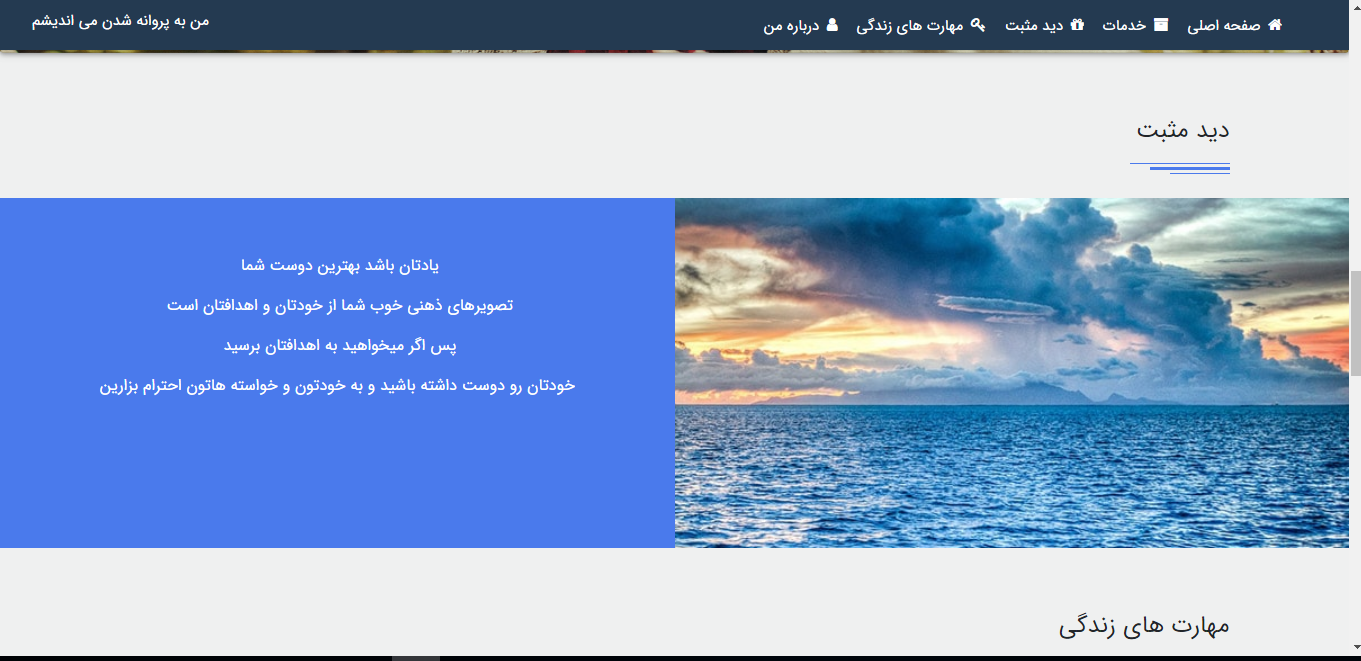 صفحه اصلی
خدمات
دید مثبت
مهارت های زندگی
درباره من
من به پروانه شدن می اندیشم
دید مثبت
یادتان باشد بهترین دوست شما
تصویرهای ذهنی خوب شما از خودتان و اهدافتان است
پس اگر میخواهید به اهدافتان برسید
خودتان رو دوست داشته باشید و به خودتون و خواسته هاتون احترام بزارین
مهارت های زندگی